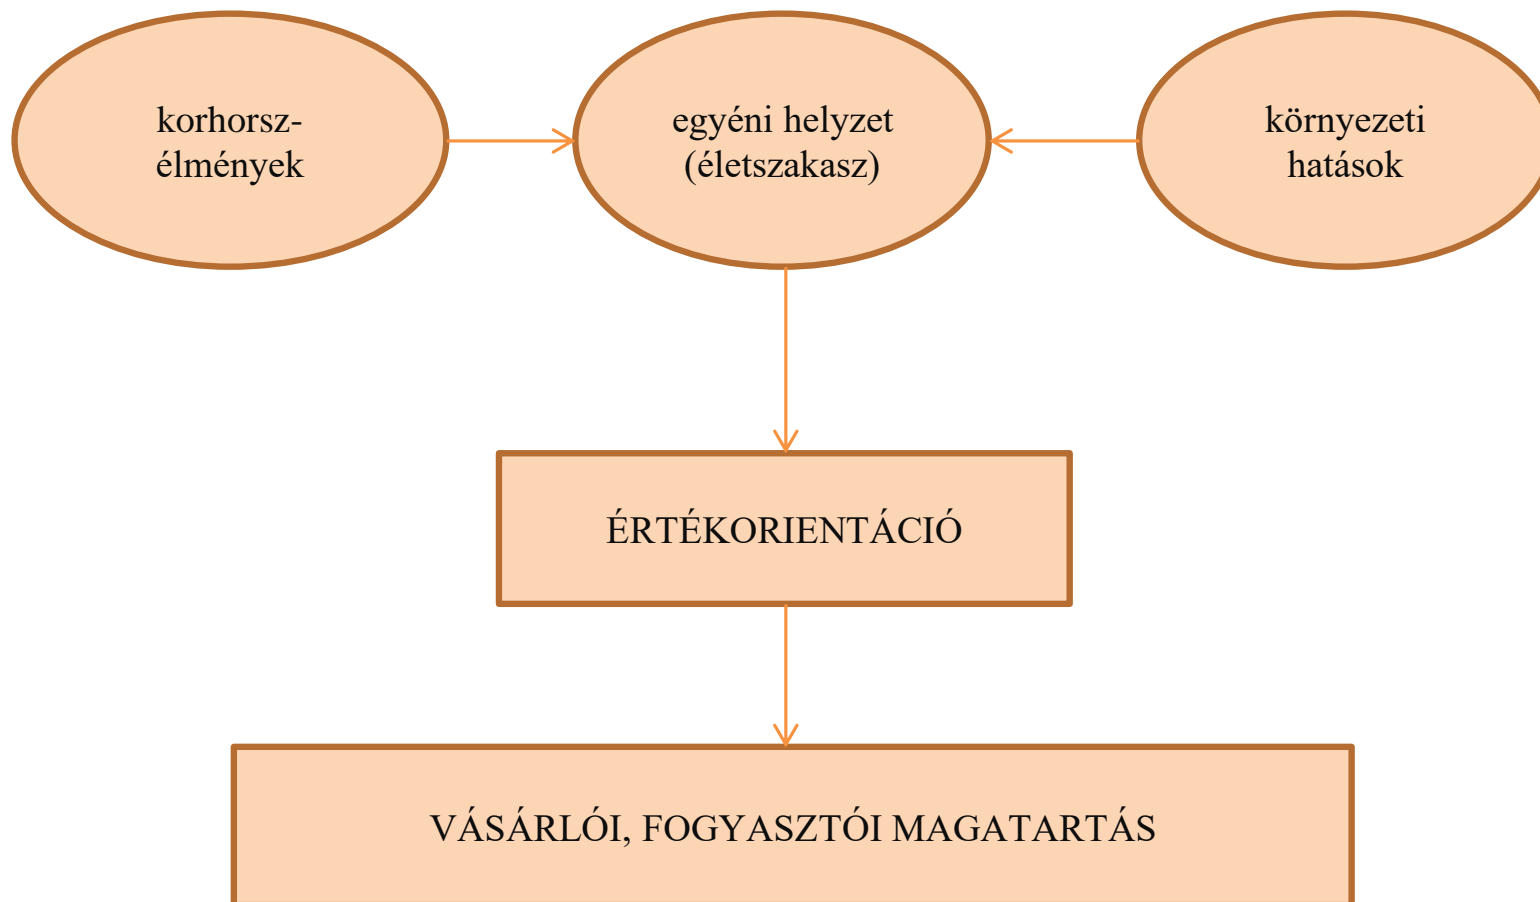 korhorsz-
élmények
egyéni helyzet
(életszakasz)
környezeti
hatások
ÉRTÉKORIENTÁCIÓ
VÁSÁRLÓI, FOGYASZTÓI MAGATARTÁS